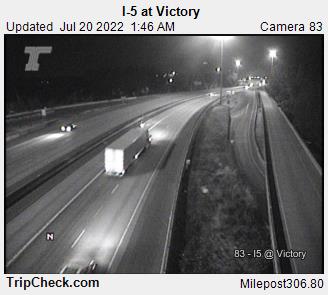 I-5 at Victory
Updated  Jul 20 2022  1:46 AM
Camera 83
T
N
83 - I5 @ Victory
TripCheck.com
Milepost306.80